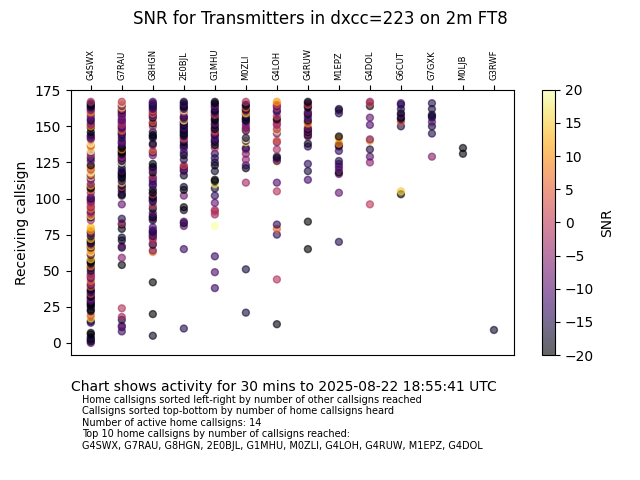 SNR for Transmitters in dxcc=223 on 2m FT8
G4SWX G7RAU G8HGN 2E0BJL G1MHU M0ZLI G4LOH G4RUW M1EPZ G4DOL G6CUT G7GXK M0LJB G3RWF
175
150
125
100
75
50
25
0
Receiving callsign
20
15
10
5
0
−5
−10
−15
−20
SNR
Chart shows activity for 30 mins to 2025-08-22 18:55:41 UTC
Home callsigns sorted left-right by number of other callsigns reached
Callsigns sorted top-bottom by number of home callsigns heard
Number of active home callsigns: 14
Top 10 home callsigns by number of callsigns reached:
G4SWX, G7RAU, G8HGN, 2E0BJL, G1MHU, M0ZLI, G4LOH, G4RUW, M1EPZ, G4DOL